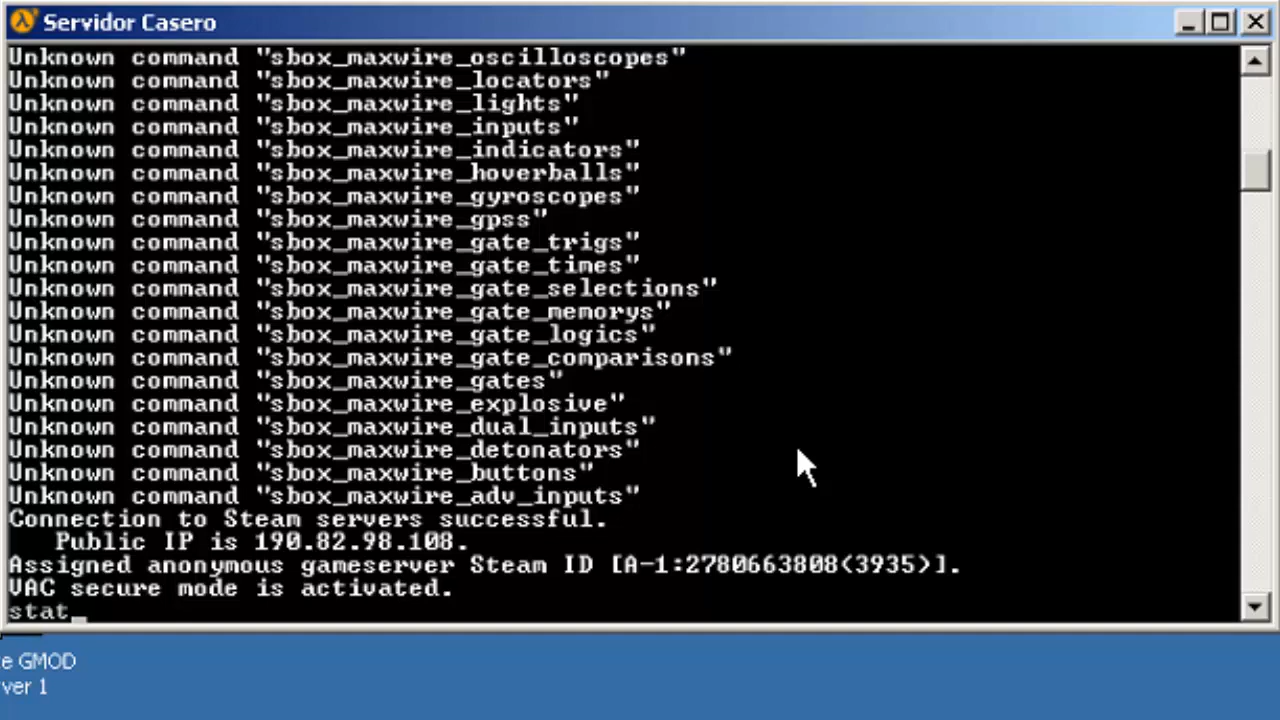 Servidor Casero
Unknown command "sbox_maxwire_oscilloscopes"
Unknown command "sbox_maxwire_locators"
Unknown command "sbox_maxwire_lights"
Unknown command "sbox_maxwire_inputs"
Unknown command "sbox_maxwire_indicators"
Unknown command "sbox_maxwire_hoverballs"
Unknown command "sbox_maxwire_gyroscopes"
Unknown command "sbox_maxwire_gpss"
Unknown command "sbox_maxwire_gate_trigs"
Unknown command "sbox_maxwire_gate_times"
Unknown command "sbox_maxwire_gate_selections"
Unknown command "sbox_maxwire_gate_memorys"
Unknown command "sbox_maxwire_gate_logics"
Unknown command "sbox_maxwire_gate_comparisons"
Unknown command "sbox_maxwire_gates"
Unknown command "sbox_maxwire_explosive"
Unknown command "sbox_maxwire_dual_inputs"
Unknown command "sbox_maxwire_detonators"
Unknown command "sbox_maxwire_buttons"
Unknown command "sbox_maxwire_adv_inputs"
Connection to Steam servers successful.
Public IP is 190.82.98.108.
Assigned anonymous gameserver Steam ID [A-1:2780663808(3935)].
VAC secure mode is activated.
stat_
e GMOD
ver 1